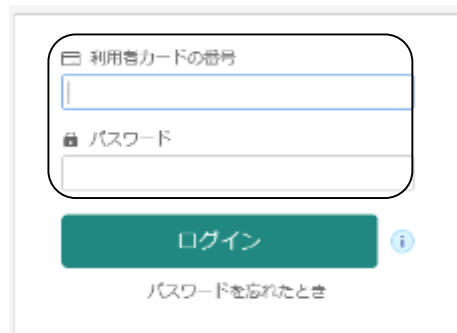 利用者カードの番号
パスワード
ログイン
パスワードを忘れたとき